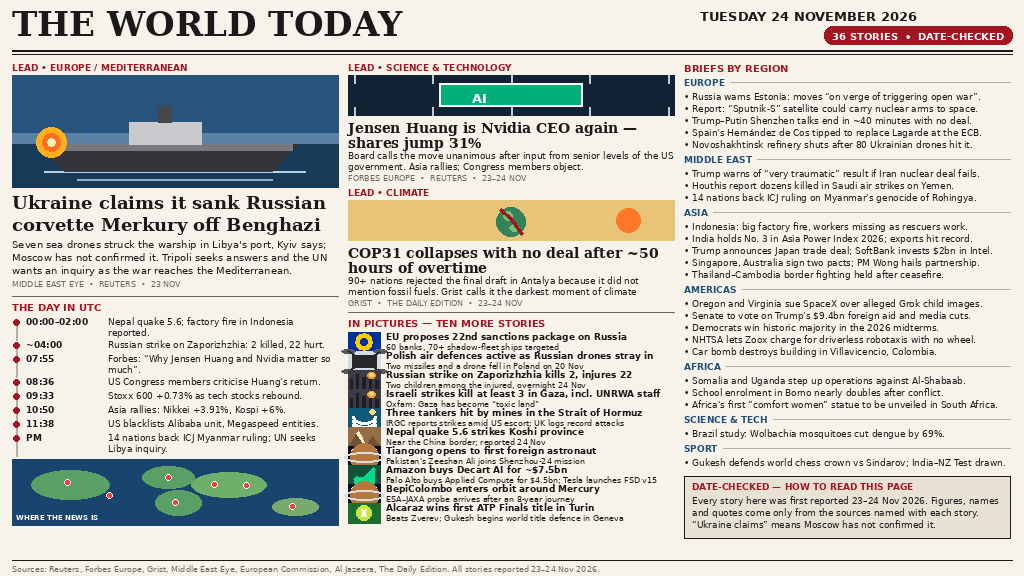 THE WORLD TODAY
TUESDAY 24 NOVEMBER 2026
36 STORIES • DATE-CHECKED
LEAD • EUROPE / MEDITERRANEAN
Ukraine claims it sank Russian
corvette Merkury off Benghazi
Seven sea drones struck the warship in Libya's port, Kyiv says;
Moscow has not confirmed it. Tripoli seeks answers and the UN
wants an inquiry as the war reaches the Mediterranean.
MIDDLE EAST EYE • REUTERS • 23 NOV
THE DAY IN UTC
00:00–02:00 Nepal quake 5.6; factory fire in Indonesia
reported.
~04:00 Russian strike on Zaporizhzhia: 2 killed, 22 hurt.
07:55 Forbes: “Why Jensen Huang and Nvidia matter so
much”.
08:36 US Congress members criticise Huang's return.
09:33 Stoxx 600 +0.73% as tech stocks rebound.
10:50 Asia rallies: Nikkei +3.91%, Kospi +6%.
11:38 US blacklists Alibaba unit, Megaspeed entities.
PM 14 nations back ICJ Myanmar ruling; UN seeks
Libya inquiry.
WHERE THE NEWS IS
LEAD • SCIENCE & TECHNOLOGY
AI
Jensen Huang is Nvidia CEO again —
shares jump 31%
Board calls the move unanimous after input from senior levels of the US
government. Asia rallies; Congress members object.
FORBES EUROPE • REUTERS • 23–24 NOV
LEAD • CLIMATE
COP31 collapses with no deal after ~50
hours of overtime
90+ nations rejected the final draft in Antalya because it did not
mention fossil fuels. Grist calls it the darkest moment of climate
GRIST • THE DAILY EDITION • 23–24 NOV
IN PICTURES — TEN MORE STORIES
EU proposes 22nd sanctions package on Russia
60 banks, 70+ shadow-fleet ships targeted
Polish air defences active as Russian drones stray in
Two missiles and a drone fell in Poland on 20 Nov
Russian strike on Zaporizhzhia kills 2, injures 22
Two children among the injured, overnight 24 Nov
Israeli strikes kill at least 3 in Gaza, incl. UNRWA staff
Oxfam: Gaza has become “toxic land”
Three tankers hit by mines in the Strait of Hormuz
IRGC reports strikes amid US escort; UK logs record attacks
Nepal quake 5.6 strikes Koshi province
Near the China border; reported 24 Nov
Tiangong opens to first foreign astronaut
Pakistan's Zeeshan Ali joins Shenzhou-24 mission
Amazon buys Decart AI for ~$7.5bn
Palo Alto buys Applied Compute for $4.5bn; Tesla launches FSD v15
BepiColombo enters orbit around Mercury
ESA–JAXA probe arrives after an 8-year journey
Alcaraz wins first ATP Finals title in Turin
Beats Zverev; Gukesh begins world title defence in Geneva
BRIEFS BY REGION
EUROPE
• Russia warns Estonia: moves “on verge of triggering open war”.
• Report: “Sputnik-S” satellite could carry nuclear arms to space.
• Trump–Putin Shenzhen talks end in ~40 minutes with no deal.
• Spain's Hernández de Cos tipped to replace Lagarde at the ECB.
• Novoshakhtinsk refinery shuts after 80 Ukrainian drones hit it.
MIDDLE EAST
• Trump warns of “very traumatic” result if Iran nuclear deal fails.
• Houthis report dozens killed in Saudi air strikes on Yemen.
• 14 nations back ICJ ruling on Myanmar's genocide of Rohingya.
ASIA
• Indonesia: big factory fire, workers missing as rescuers work.
• India holds No. 3 in Asia Power Index 2026; exports hit record.
• Trump announces Japan trade deal; SoftBank invests $2bn in Intel.
• Singapore, Australia sign two pacts; PM Wong hails partnership.
• Thailand–Cambodia border fighting held after ceasefire.
AMERICAS
• Oregon and Virginia sue SpaceX over alleged Grok child images.
• Senate to vote on Trump's $9.4bn foreign aid and media cuts.
• Democrats win historic majority in the 2026 midterms.
• NHTSA lets Zoox charge for driverless robotaxis with no wheel.
• Car bomb destroys building in Villavicencio, Colombia.
AFRICA
• Somalia and Uganda step up operations against Al-Shabaab.
• School enrolment in Borno nearly doubles after conflict.
• Africa's first “comfort women” statue to be unveiled in South Africa.
SCIENCE & TECH
• Brazil study: Wolbachia mosquitoes cut dengue by 69%.
SPORT
• Gukesh defends world chess crown vs Sindarov; India–NZ Test drawn.
DATE-CHECKED — HOW TO READ THIS PAGE
Every story here was first reported 23–24 Nov 2026. Figures, names
and quotes come only from the sources named with each story.
“Ukraine claims” means Moscow has not confirmed it.
Sources: Reuters, Forbes Europe, Grist, Middle East Eye, European Commission, Al Jazeera, The Daily Edition. All stories reported 23–24 Nov 2026.